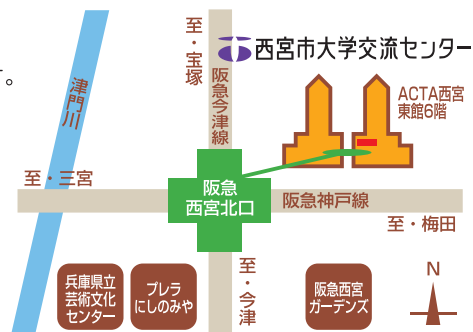 す。
至・宝塚
西宮市大学交流センター
津門川
阪急今津線
ACTA西宮
東館6階
至・三宮
阪急
西宮北口
阪急神戸線
至・梅田
兵庫県立
芸術文化
センター
プレラ
にしのみや
至・今津
阪急西宮
ガーデンズ
N